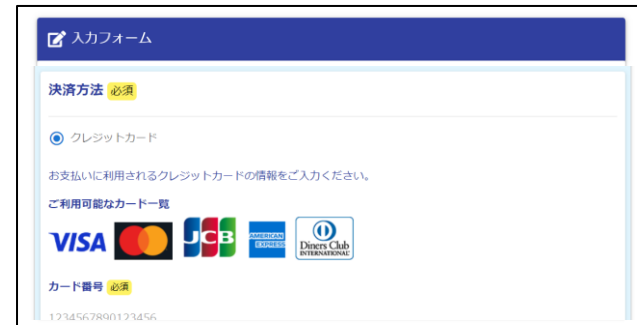 入力フォーム
決済方法 必須
クレジットカード
お支払いに利用されるクレジットカードの情報をご入力ください。
ご利用可能なカード一覧
VISA JCB AMERICAN EXPRESS Diners Club INTERNATIONAL
カード番号 必須
1234567890123456